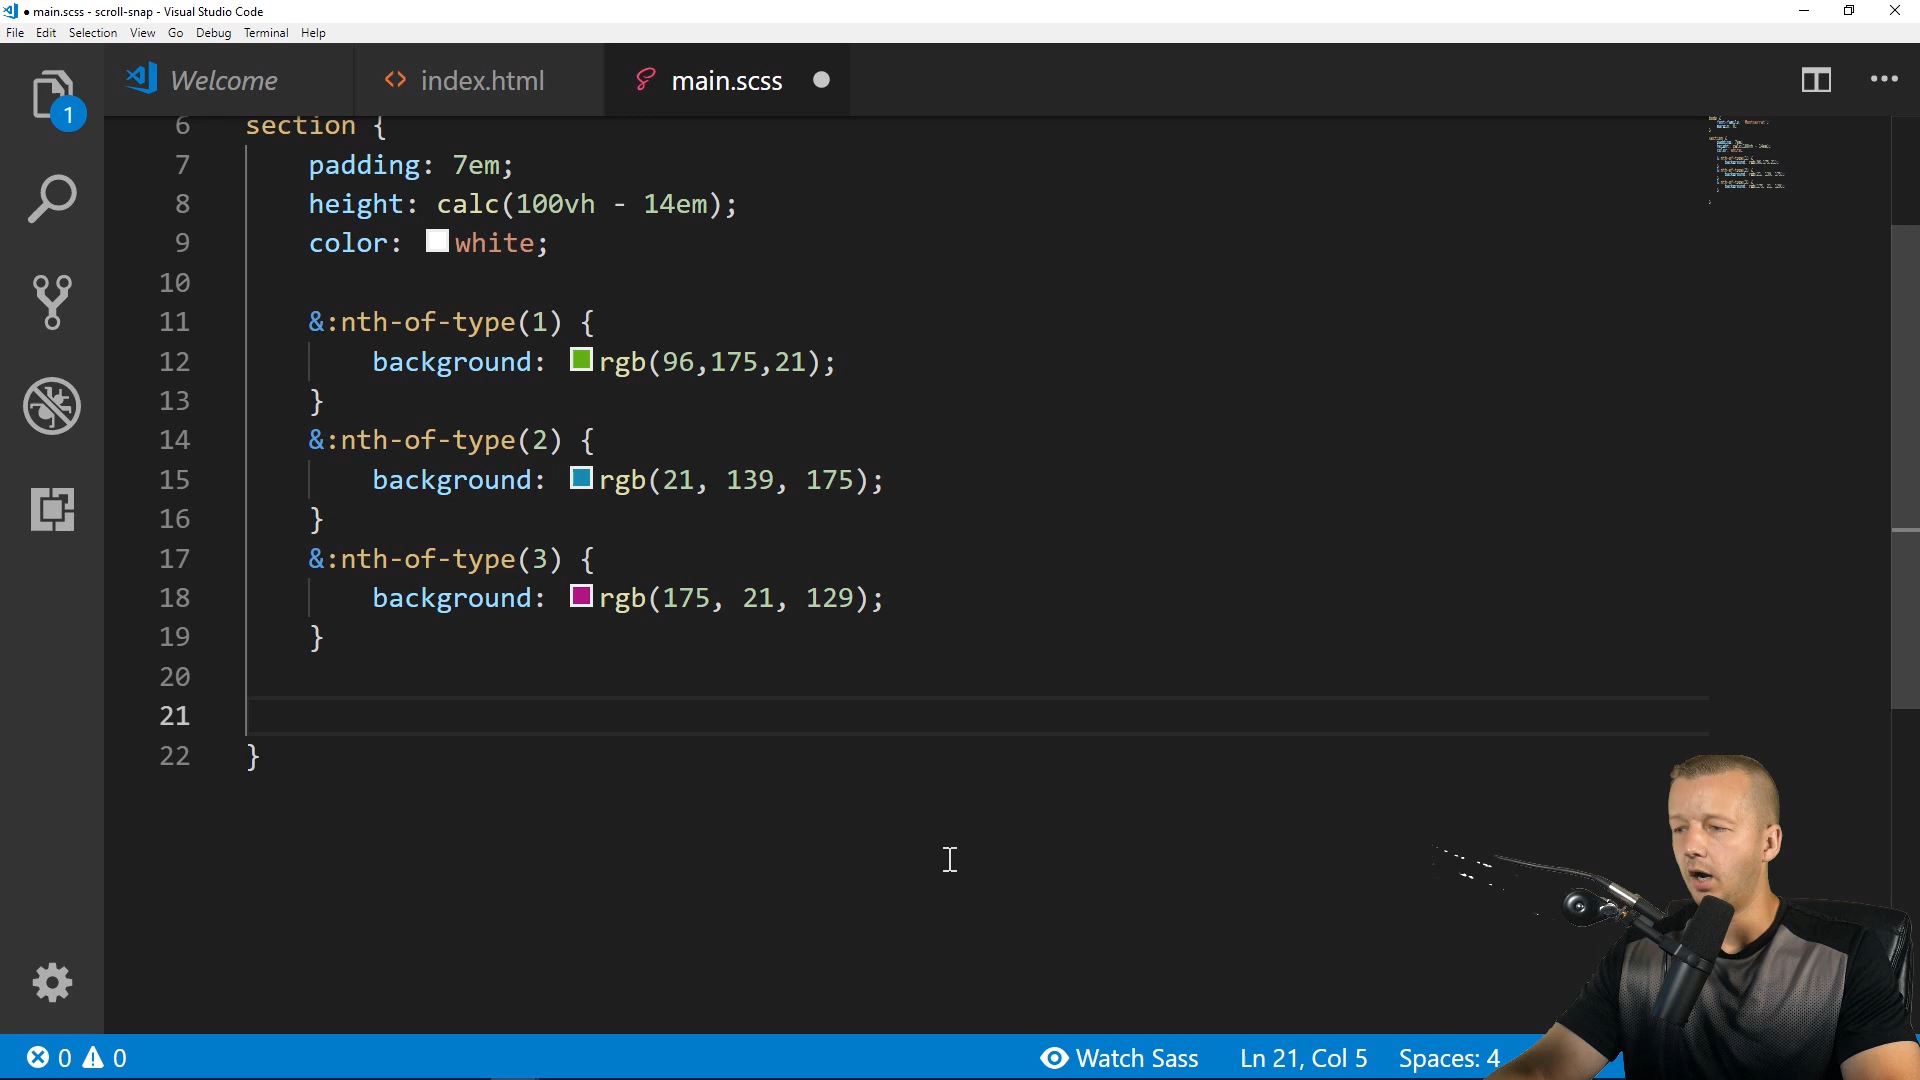 ● main.scss - scroll-snap - Visual Studio Code
File Edit Selection View Go Debug Terminal Help
1
Welcome index.html main.scss ●
6 section {
7 padding: 7em;
8 height: calc(100vh - 14em);
9 color: white;
10
11 &:nth-of-type(1) {
12 background: rgb(96,175,21);
13 }
14 &:nth-of-type(2) {
15 background: rgb(21, 139, 175);
16 }
17 &:nth-of-type(3) {
18 background: rgb(175, 21, 129);
19 }
20
21
22 }
0 0 Watch Sass Ln 21, Col 5 Spaces: 4